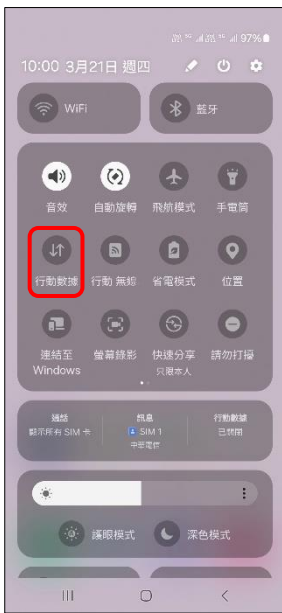 97%
10:00 3月21日 週四
WiFi
藍牙
音效 自動旋轉 飛航模式 手電筒
行動數據 行動 無線 省電模式 位置
連結至 Windows 螢幕錄影 快速分享 請勿打擾
只限本人
通話 訊息 行動數據
顯示所有 SIM 卡 SIM 1 已關閉
中華電信
護眼模式 深色模式